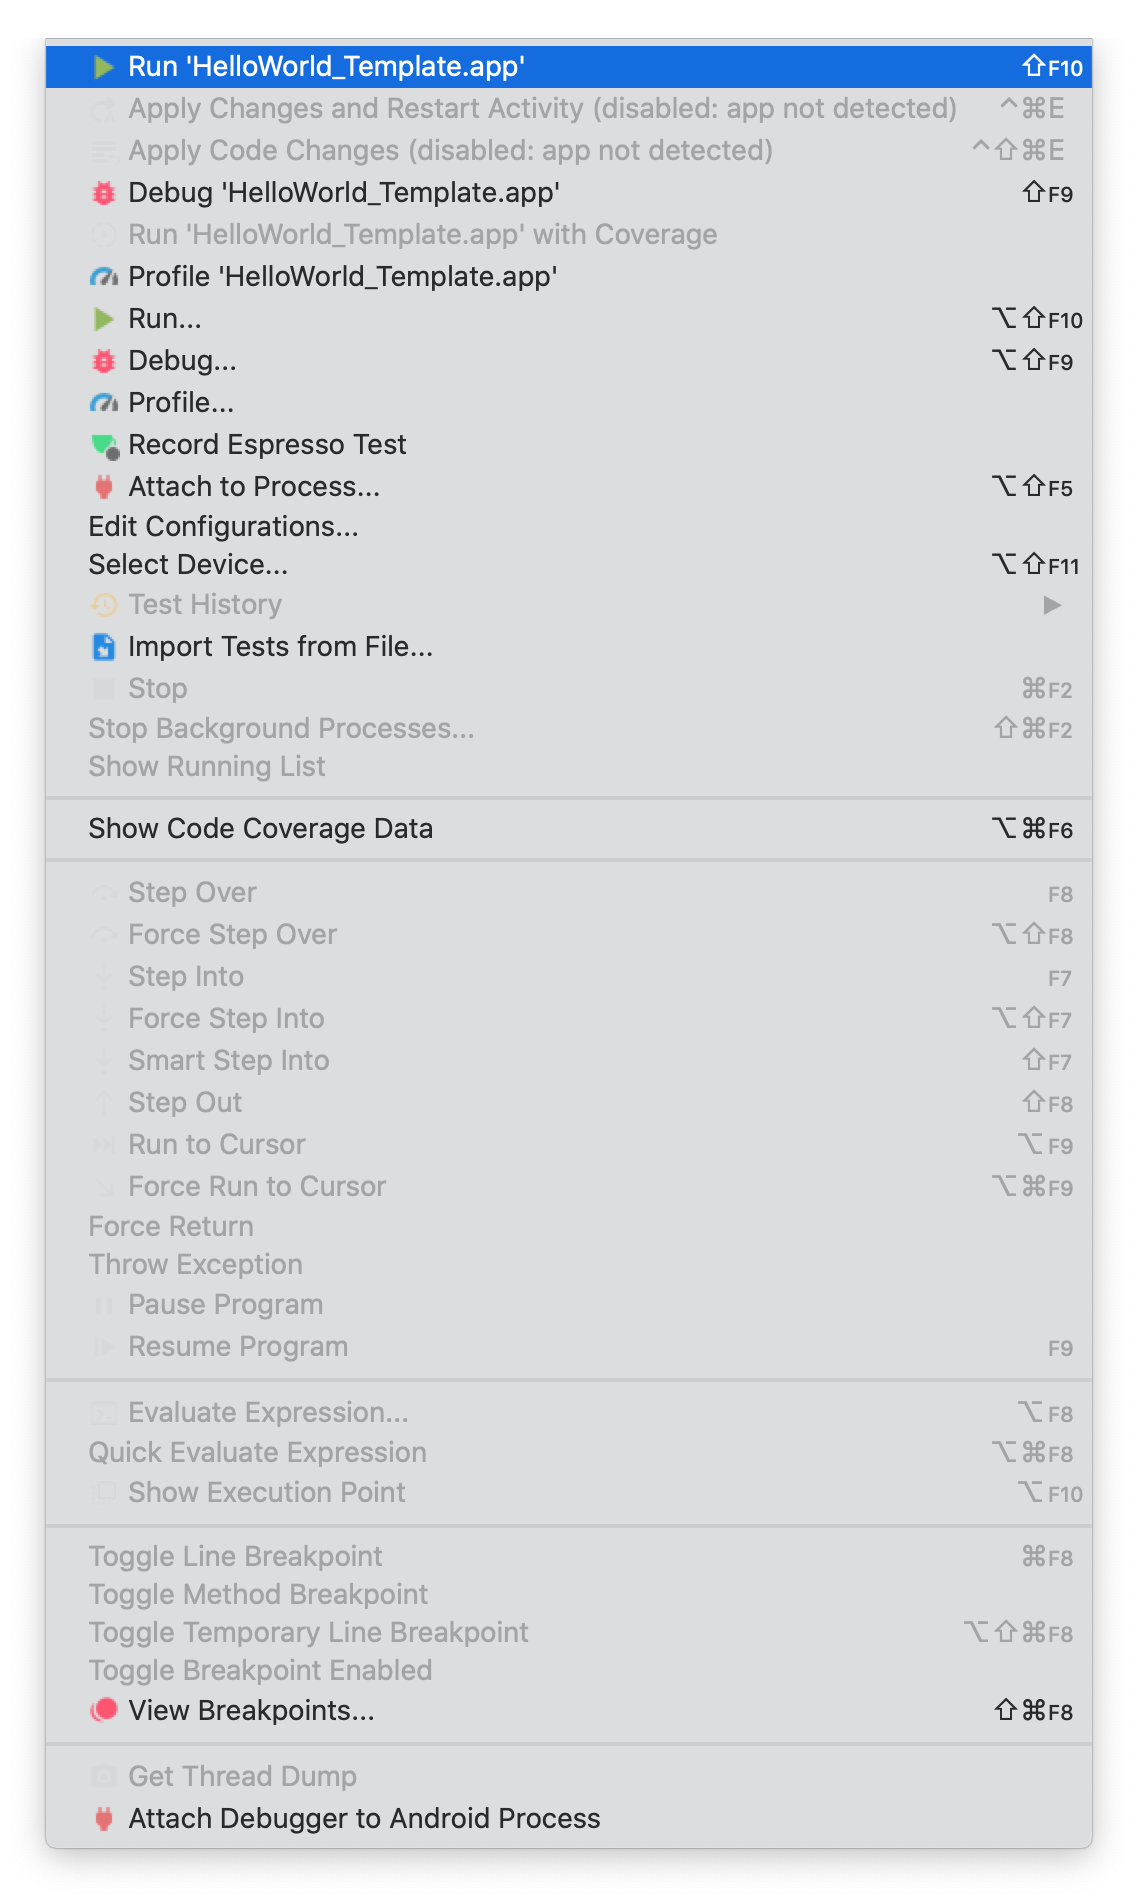 Run 'HelloWorld_Template.app' ⇧F10
Apply Changes and Restart Activity (disabled: app not detected) ^⌘E
Apply Code Changes (disabled: app not detected) ^⇧⌘E
Debug 'HelloWorld_Template.app' ⇧F9
Run 'HelloWorld_Template.app' with Coverage
Profile 'HelloWorld_Template.app'
Run... ⌥⇧F10
Debug... ⌥⇧F9
Profile...
Record Espresso Test
Attach to Process... ⌥⇧F5
Edit Configurations...
Select Device... ⌥⇧F11
Test History
Import Tests from File...
Stop ⌘F2
Stop Background Processes... ⇧⌘F2
Show Running List
Show Code Coverage Data ⌥⌘F6
Step Over F8
Force Step Over ⌥⇧F8
Step Into F7
Force Step Into ⌥⇧F7
Smart Step Into ⇧F7
Step Out ⇧F8
Run to Cursor ⌥F9
Force Run to Cursor ⌥⌘F9
Force Return
Throw Exception
Pause Program
Resume Program F9
Evaluate Expression... ⌥F8
Quick Evaluate Expression ⌥⌘F8
Show Execution Point ⌥F10
Toggle Line Breakpoint ⌘F8
Toggle Method Breakpoint
Toggle Temporary Line Breakpoint ⌥⇧⌘F8
Toggle Breakpoint Enabled
View Breakpoints... ⇧⌘F8
Get Thread Dump
Attach Debugger to Android Process